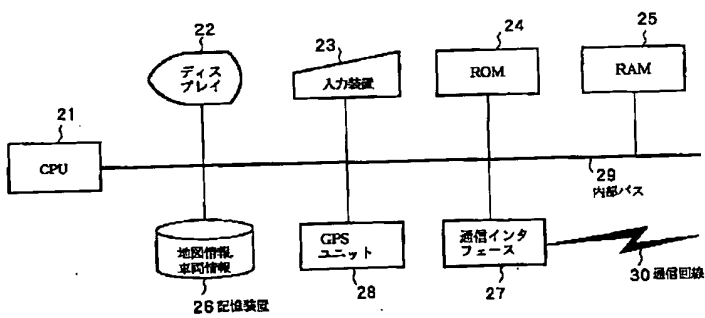 22
23
24
25
ディス
プレイ
入力装置
ROM
RAM
21
CPU
29
内部バス
地図情報,
車両情報
GPS
ユニット
通信インタ
フェース
26 記憶装置
28
27
30 通信回線